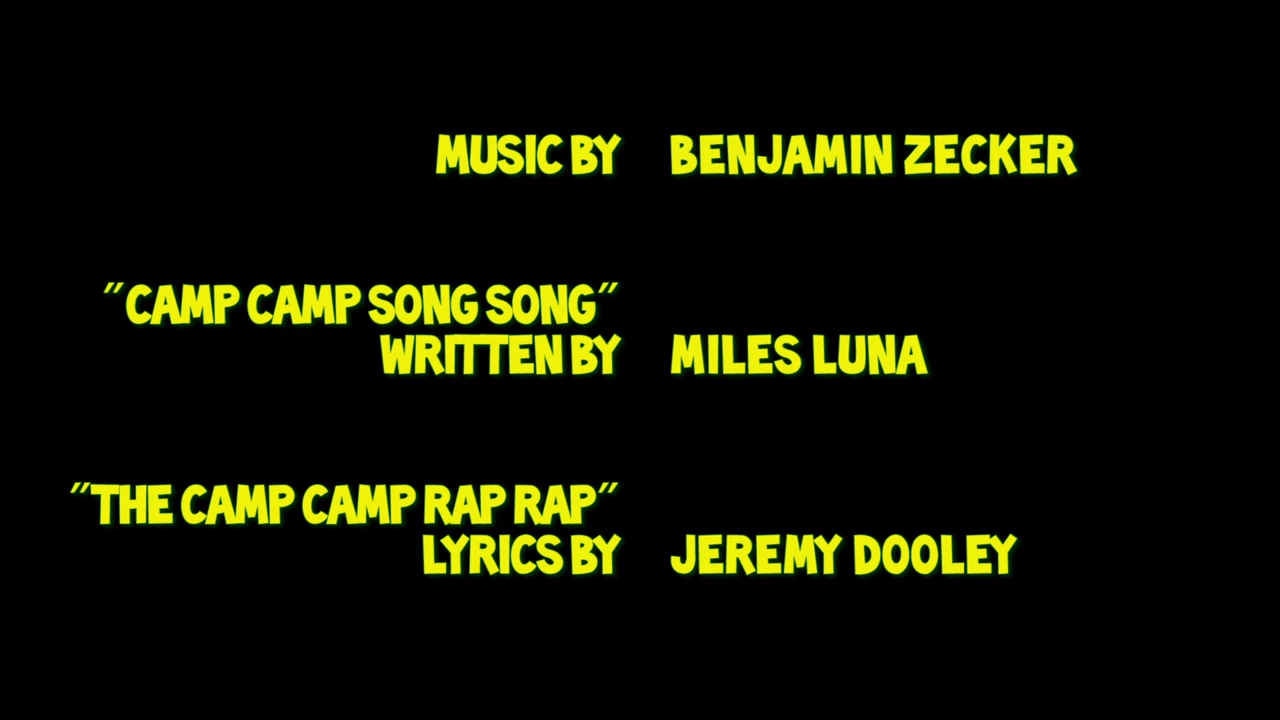 MUSIC BY BENJAMIN ZECKER
"CAMP CAMP SONG SONG"
WRITTEN BY MILES LUNA
"THE CAMP CAMP RAP RAP"
LYRICS BY JEREMY DOOLEY